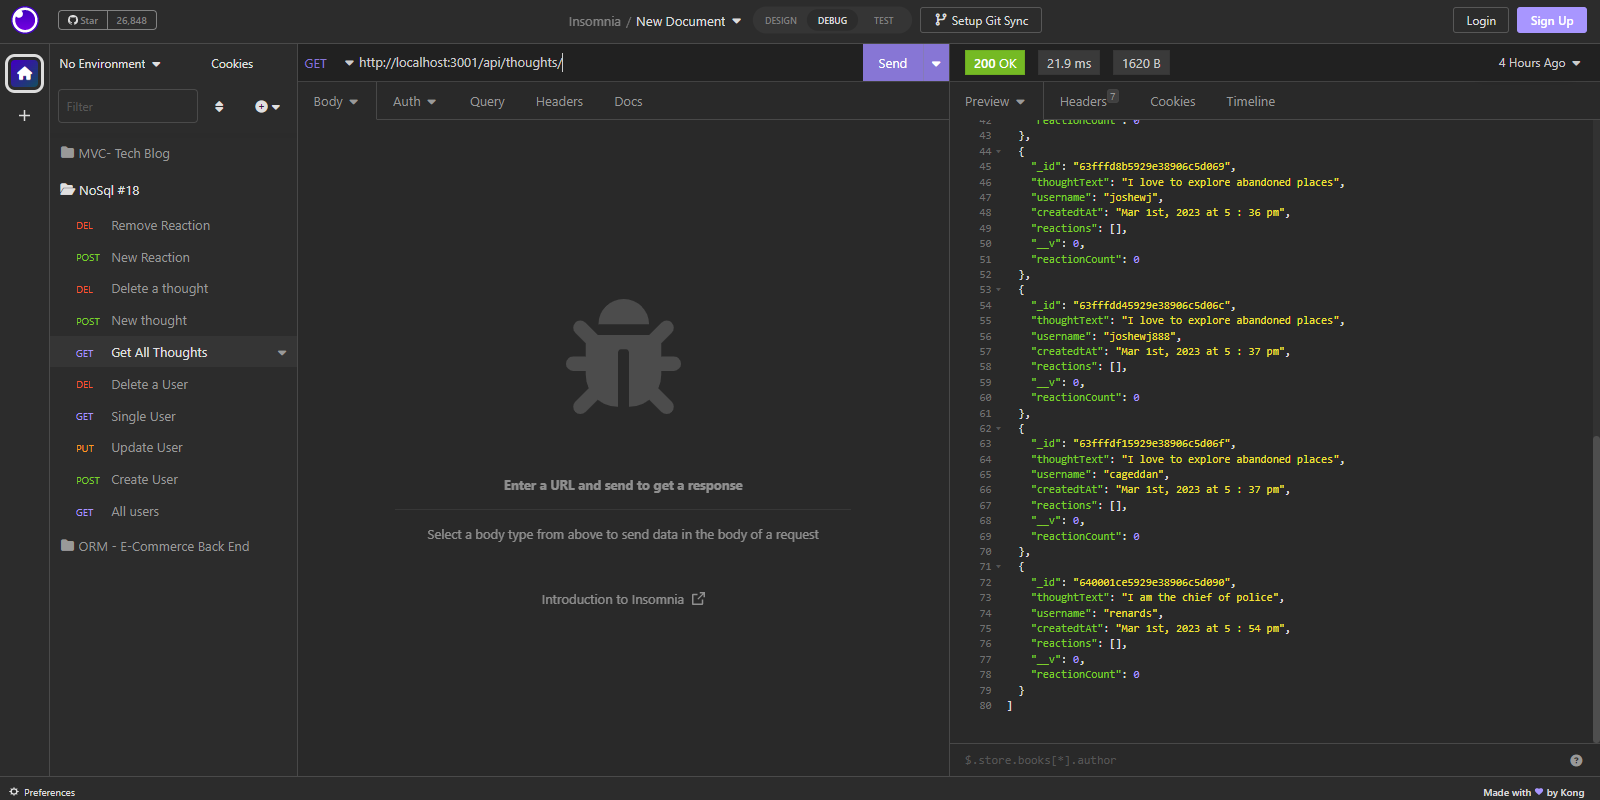 Star 26,848
Insomnia / New Document
DESIGN DEBUG TEST
Setup Git Sync
Login
Sign Up
No Environment
Cookies
Filter
MVC- Tech Blog
NoSql #18
DEL Remove Reaction
POST New Reaction
DEL Delete a thought
POST New thought
GET Get All Thoughts
DEL Delete a User
GET Single User
PUT Update User
POST Create User
GET All users
ORM - E-Commerce Back End
GET http://localhost:3001/api/thoughts/
Send
Body Auth Query Headers Docs
Enter a URL and send to get a response
Select a body type from above to send data in the body of a request
Introduction to Insomnia
200 OK 21.9 ms 1620 B
4 Hours Ago
Preview Headers 7 Cookies Timeline
42 "reactionCount": 0
43 },
44 {
45 "_id": "63fffd8b5929e38906c5d069",
46 "thoughtText": "I love to explore abandoned places",
47 "username": "joshewj",
48 "createdtAt": "Mar 1st, 2023 at 5 : 36 pm",
49 "reactions": [],
50 "__v": 0,
51 "reactionCount": 0
52 },
53 {
54 "_id": "63fffdd45929e38906c5d06c",
55 "thoughtText": "I love to explore abandoned places",
56 "username": "joshewj888",
57 "createdtAt": "Mar 1st, 2023 at 5 : 37 pm",
58 "reactions": [],
59 "__v": 0,
60 "reactionCount": 0
61 },
62 {
63 "_id": "63fffdf15929e38906c5d06f",
64 "thoughtText": "I love to explore abandoned places",
65 "username": "cageddan",
66 "createdtAt": "Mar 1st, 2023 at 5 : 37 pm",
67 "reactions": [],
68 "__v": 0,
69 "reactionCount": 0
70 },
71 {
72 "_id": "640001ce5929e38906c5d090",
73 "thoughtText": "I am the chief of police",
74 "username": "renards",
75 "createdtAt": "Mar 1st, 2023 at 5 : 54 pm",
76 "reactions": [],
77 "__v": 0,
78 "reactionCount": 0
79 }
80 ]
$.store.books[*].author
?
Preferences
Made with ♥ by Kong